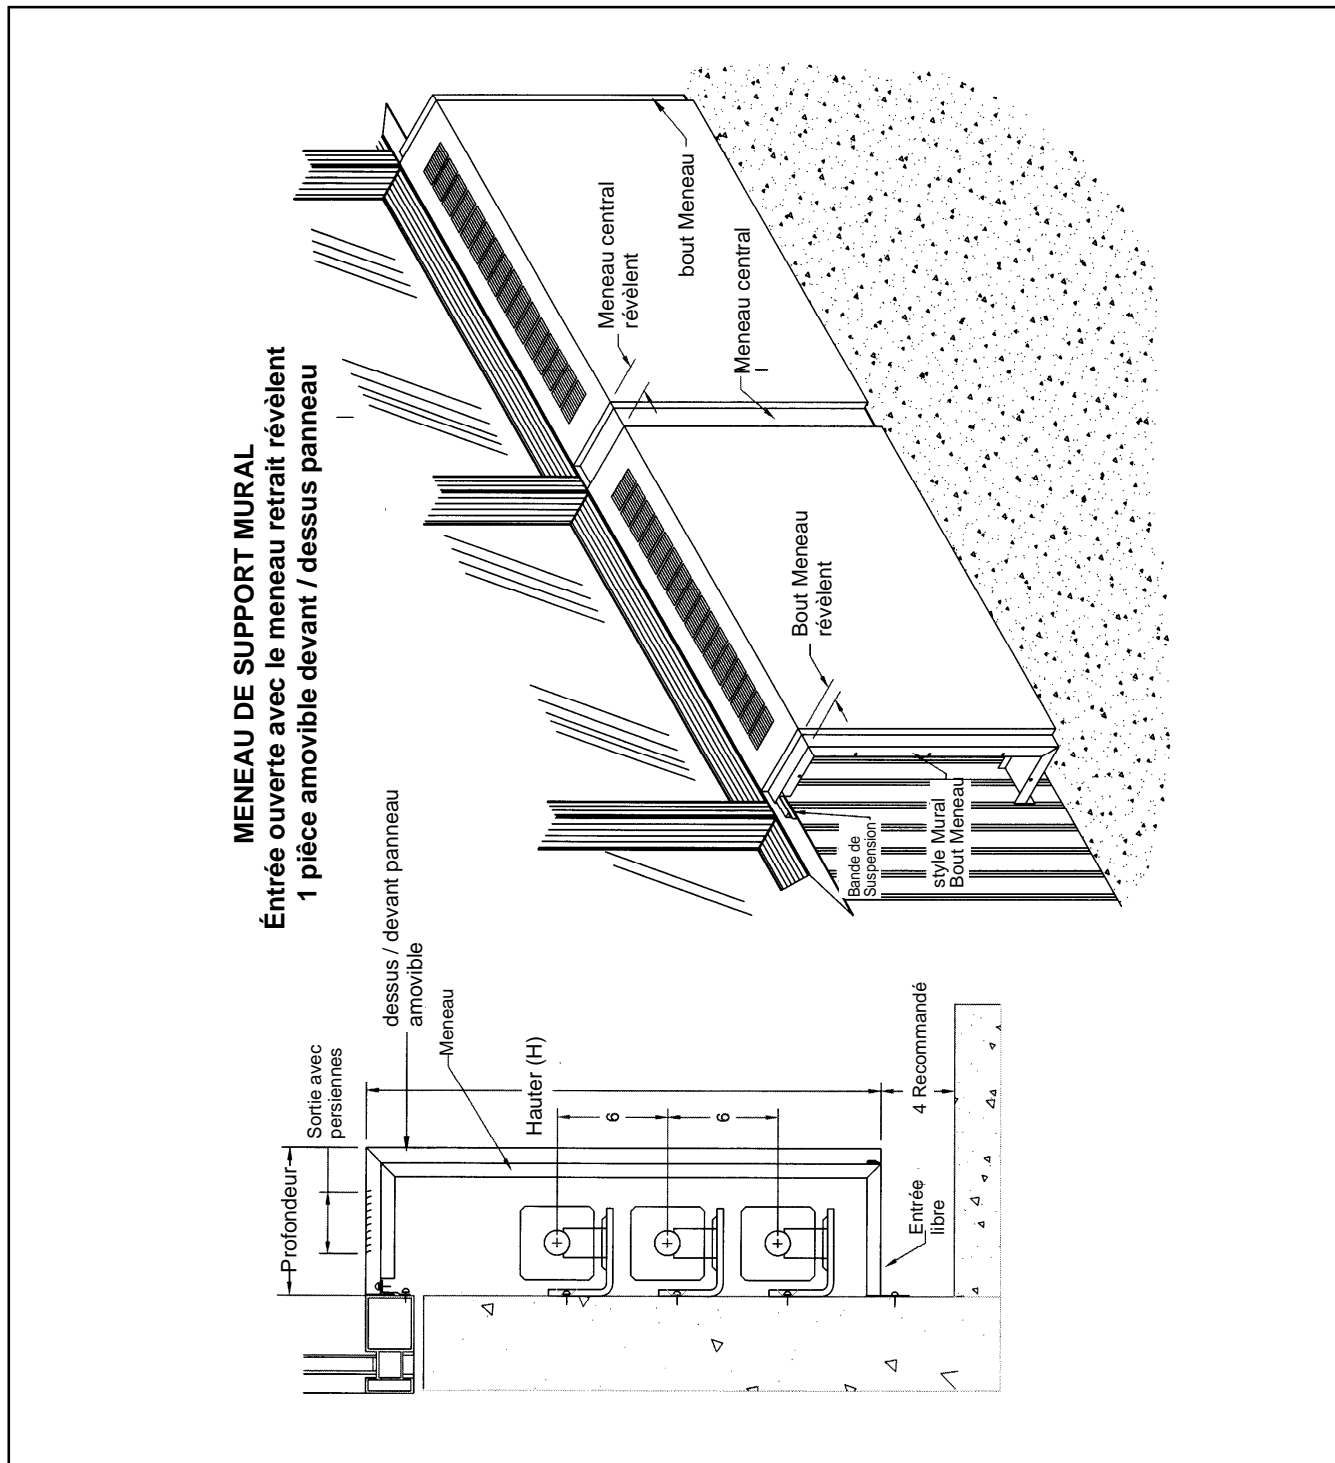 MENEAU DE SUPPORT MURAL
Éntrée ouverte avec le meneau retrait révèlent
1 piéce amovible devant / dessus panneau
Profondeur
Sortie avec
persiennes
dessus / devant panneau
amovible
Meneau
Hauter (H)
6
6
4 Recommandé
Entrée
libre
Bande de
Suspension
style Mural
Bout Meneau
Bout Meneau
révèlent
Meneau central
révèlent
Meneau central
bout Meneau